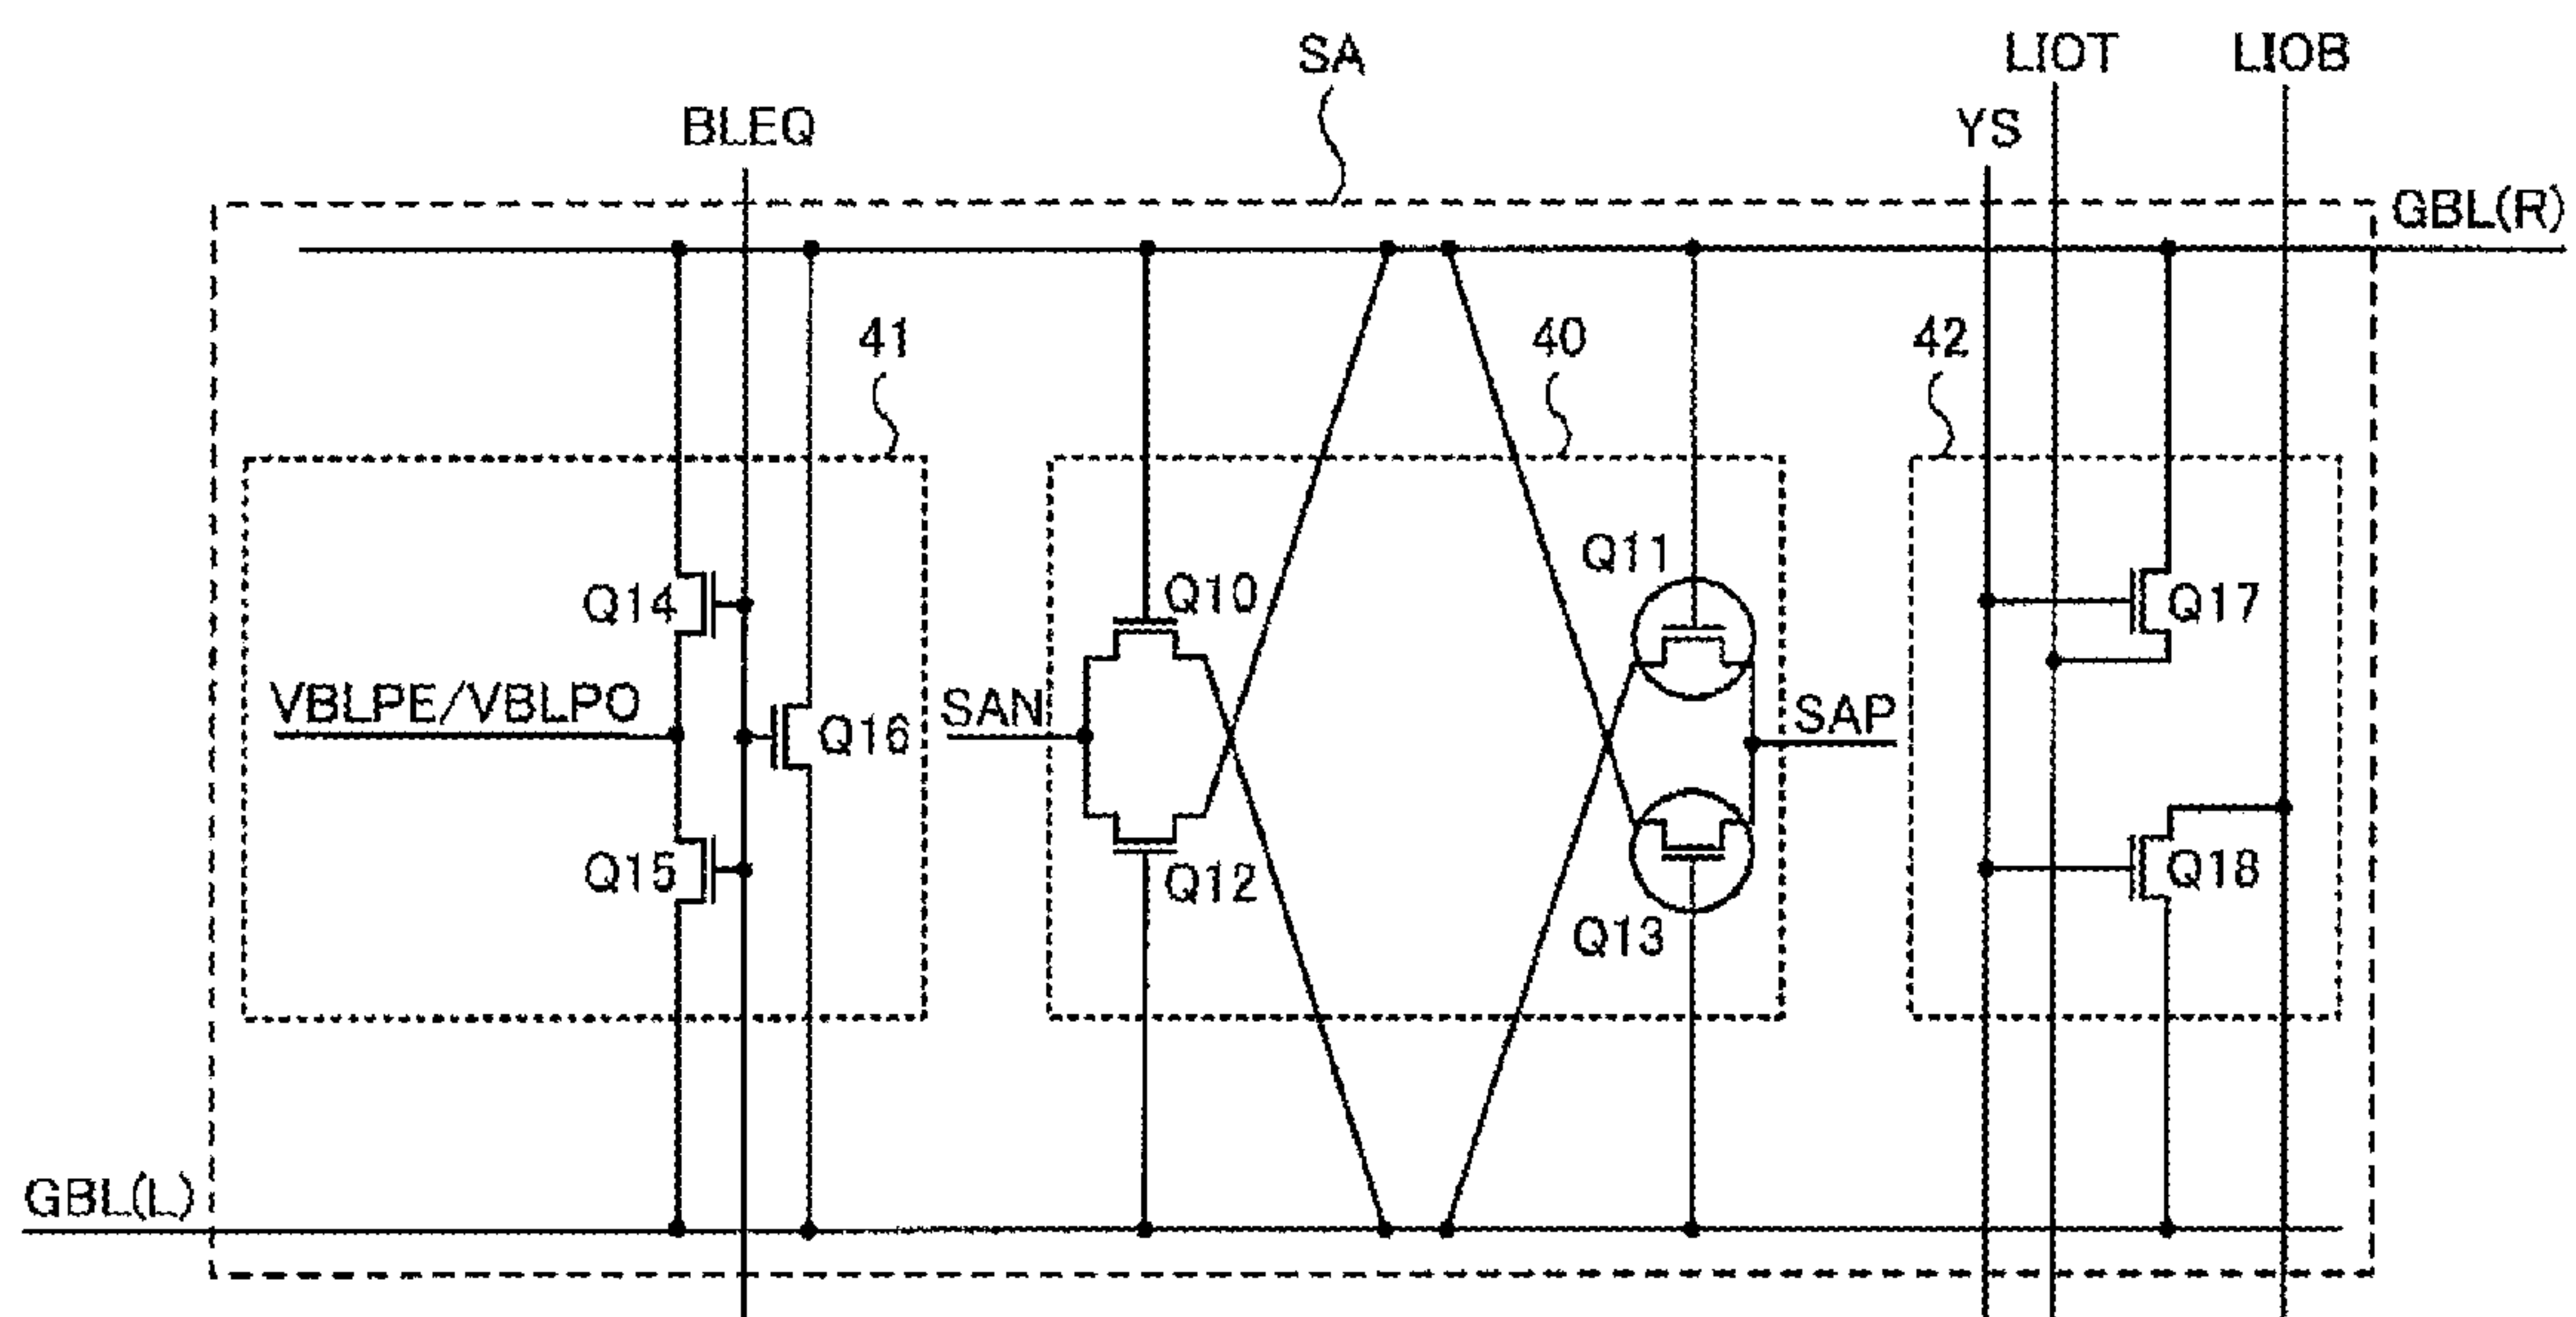 SA
LIOT
LIOB
BLEQ
YS
GBL(R)
41
40
42
Q11
Q14
Q10
Q17
VBLPE/VBLPO
Q16
SAN
SAP
Q15
Q12
Q18
Q13
GBL(L)